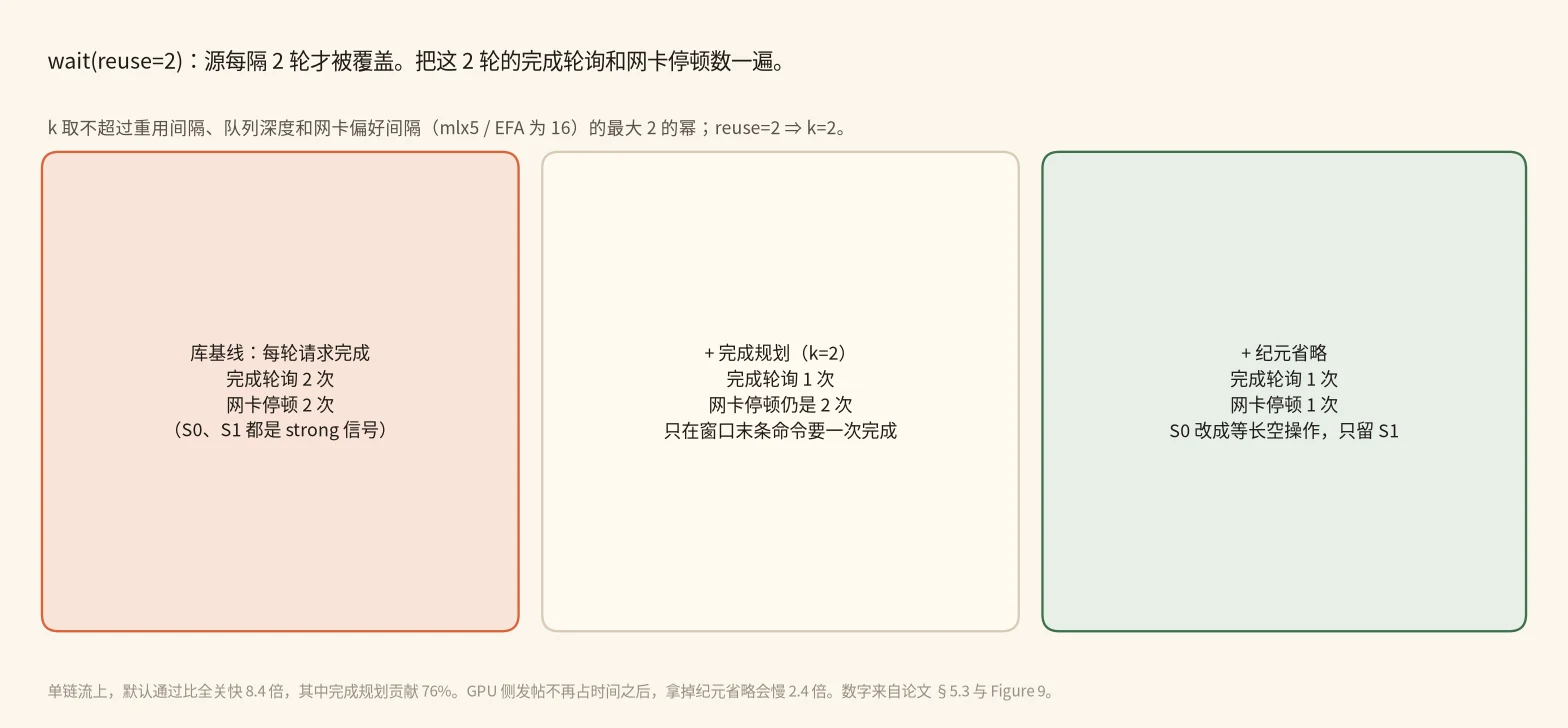 wait(reuse=2)：源每隔 2 轮才被覆盖。把这 2 轮的完成轮询和网卡停顿数一遍。
k 取不超过重用间隔、队列深度和网卡偏好间隔（mlx5 / EFA 为 16）的最大 2 的幂；reuse=2 ⇒ k=2。
库基线：每轮请求完成
完成轮询 2 次
网卡停顿 2 次
（S0、S1 都是 strong 信号）
+ 完成规划（k=2）
完成轮询 1 次
网卡停顿仍是 2 次
只在窗口末条命令要一次完成
+ 纪元省略
完成轮询 1 次
网卡停顿 1 次
S0 改成等长空操作，只留 S1
单链流上，默认通过比全关快 8.4 倍，其中完成规划贡献 76%。GPU 侧发帖不再占时间之后，拿掉纪元省略会慢 2.4 倍。数字来自论文 §5.3 与 Figure 9。